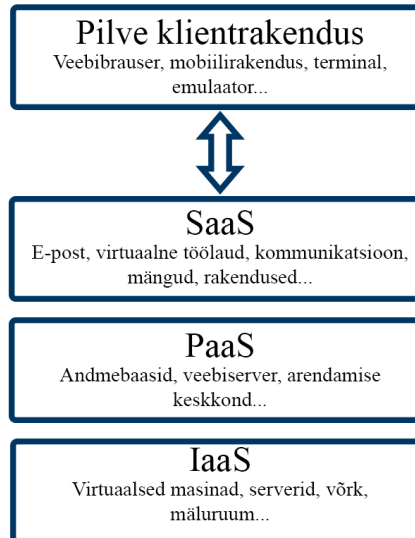 Pilve klientrakendus
Veebibrauser, mobiilirakendus, terminal,
emulaator...
SaaS
E-post, virtuaalne töölaud, kommunikatsioon,
mängud, rakendused...
PaaS
Andmebaasid, veebiserver, arendamise
keskkond...
IaaS
Virtuaalsed masinad, serverid, võrk,
mäluruum...